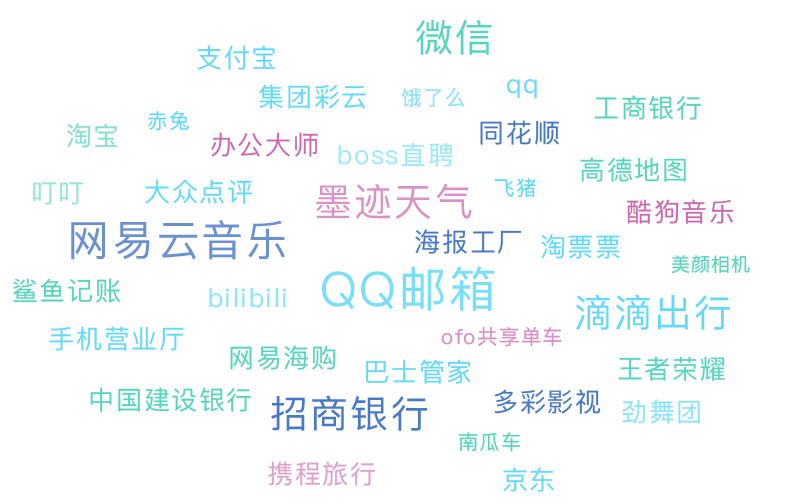 微信
支付宝
集团彩云
饿了么
qq
工商银行
赤兔
淘宝
办公大师
同花顺
boss直聘
高德地图
叮叮
大众点评
墨迹天气
飞猪
酷狗音乐
网易云音乐
海报工厂
淘票票
美颜相机
鲨鱼记账
bilibili
QQ邮箱
滴滴出行
手机营业厅
ofo共享单车
网易海购
巴士管家
王者荣耀
中国建设银行
招商银行
多彩影视
劲舞团
南瓜车
携程旅行
京东